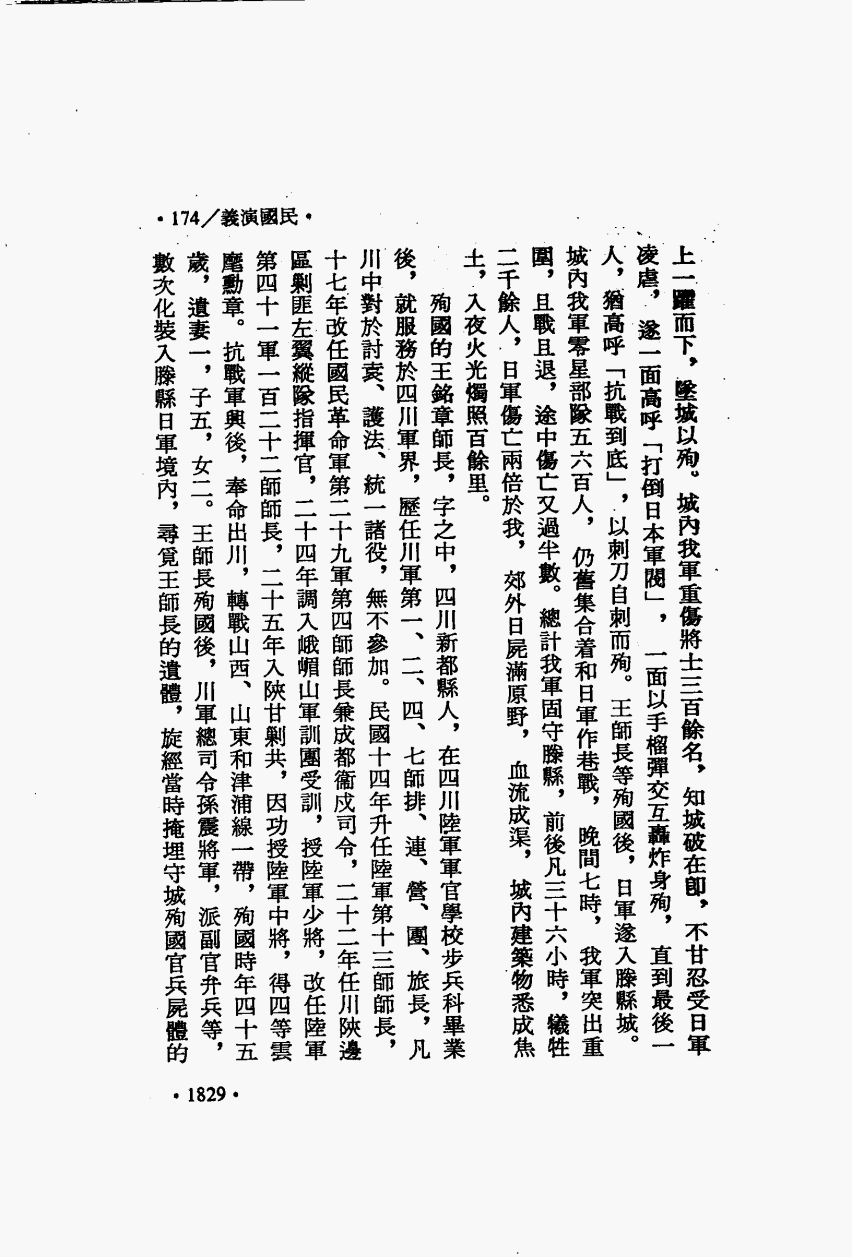 •174／義演國民•
上一躍而下，墜城以殉。城內我軍重傷將士三百餘名，知城破在卽，不甘忍受日軍
凌虐，遂一面高呼「打倒日本軍閥」，一面以手榴彈交互轟炸身殉，直到最後一
人，猶高呼「抗戰到底」，以刺刀自刺而殉。王師長等殉國後，日軍遂入滕縣城。
城內我軍零星部隊五六百人，仍舊集合着和日軍作巷戰，晚間七時，我軍突出重
圍，且戰且退，途中傷亡又過半數。總計我軍固守滕縣，前後凡三十六小時，犧牲
二千餘人，日軍傷亡兩倍於我，郊外日屍滿原野，血流成渠，城內建築物悉成焦
土，入夜火光燭照百餘里。
殉國的王銘章師長，字之中，四川新都縣人，在四川陸軍軍官學校步兵科畢業
後，就服務於四川軍界，歷任川軍第一、二、四、七師排、連、營、團、旅長，凡
川中對於討袁、護法、統一諸役，無不參加。民國十四年升任陸軍第十三師師長，
十七年改任國民革命軍第二十九軍第四師師長兼成都衞戍司令，二十二年任川陝邊
區剿匪左翼縱隊指揮官，二十四年調入峨嵋山軍訓團受訓，授陸軍少將，改任陸軍
第四十一軍一百二十二師師長，二十五年入陝甘剿共，因功授陸軍中將，得四等雲
麾勳章。抗戰軍興後，奉命出川，轉戰山西、山東和津浦線一帶，殉國時年四十五
歲，遺妻一，子五，女二。王師長殉國後，川軍總司令孫震將軍，派副官弁兵等，
數次化裝入滕縣日軍境內，尋覓王師長的遺體，旋經當時掩埋守城殉國官兵屍體的
•1829•